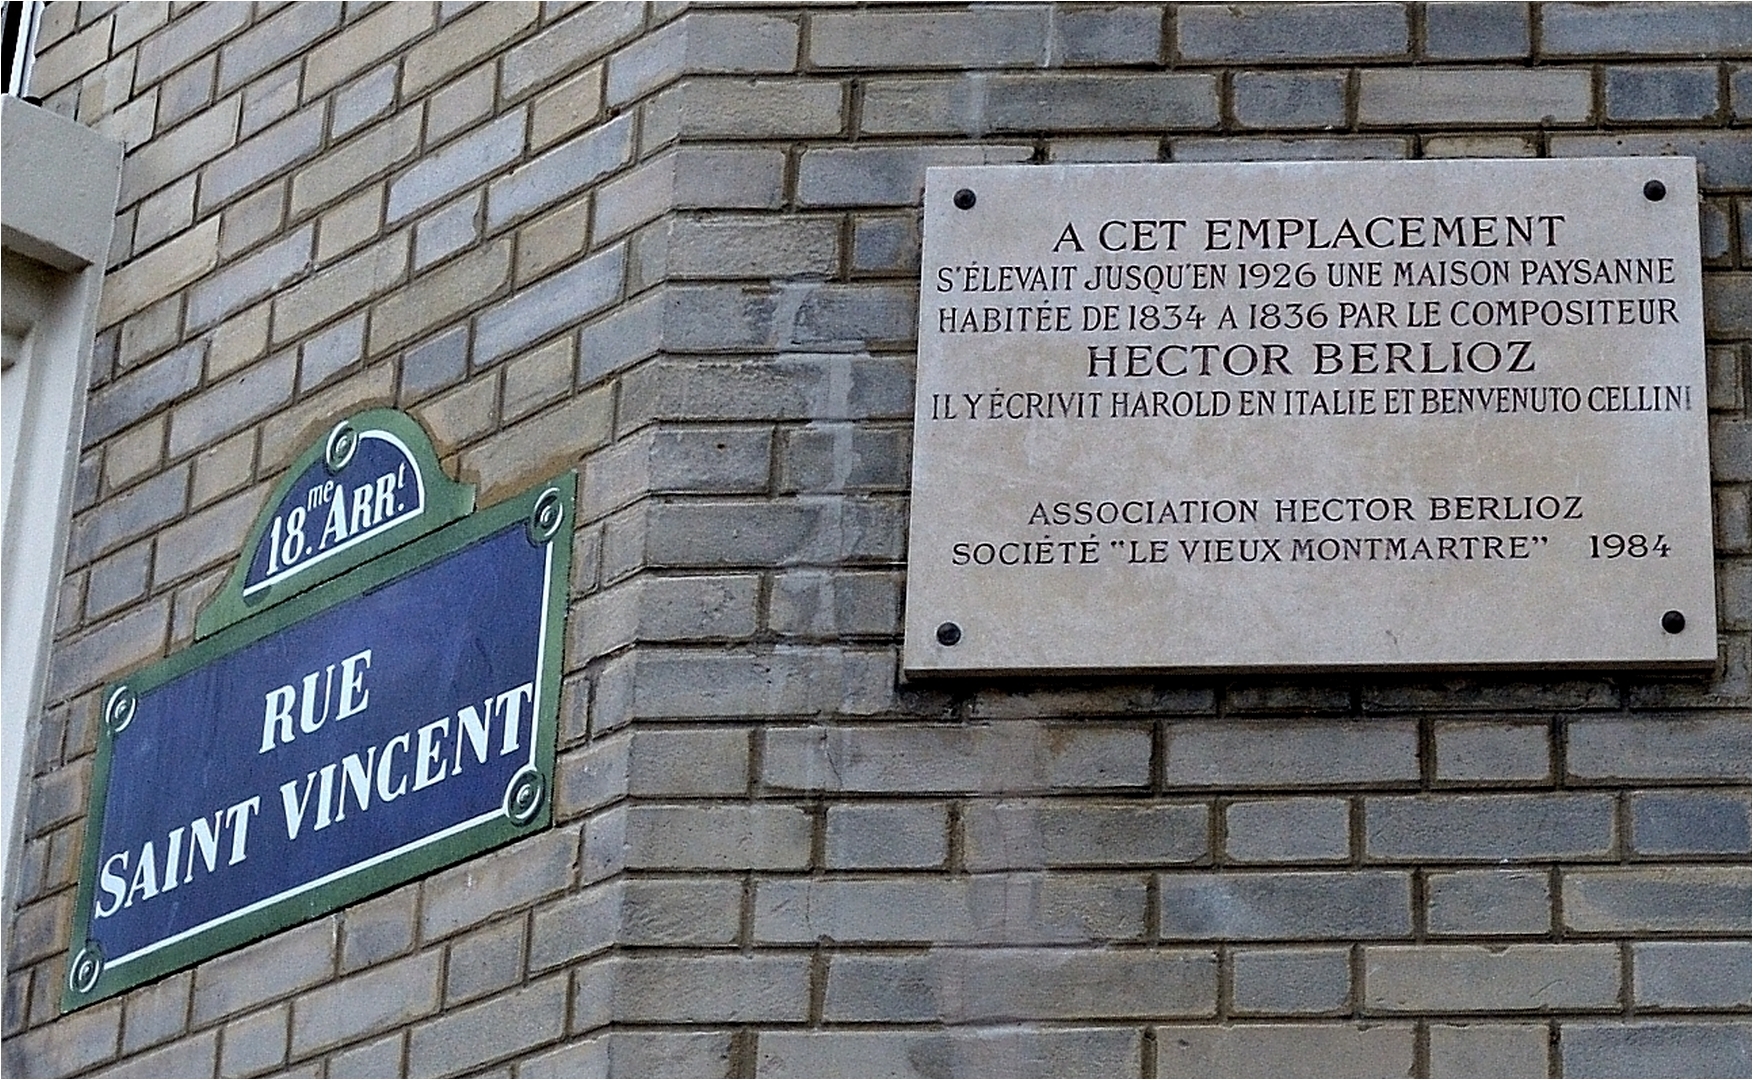 18.me ARRt.
RUE
SAINT VINCENT
A CET EMPLACEMENT
S'ÉLEVAIT JUSQU'EN 1926 UNE MAISON PAYSANNE
HABITÉE DE 1834 A 1836 PAR LE COMPOSITEUR
HECTOR BERLIOZ
IL Y ÉCRIVIT HAROLD EN ITALIE ET BENVENUTO CELLINI
ASSOCIATION HECTOR BERLIOZ
SOCIÉTÉ "LE VIEUX MONTMARTRE" 1984